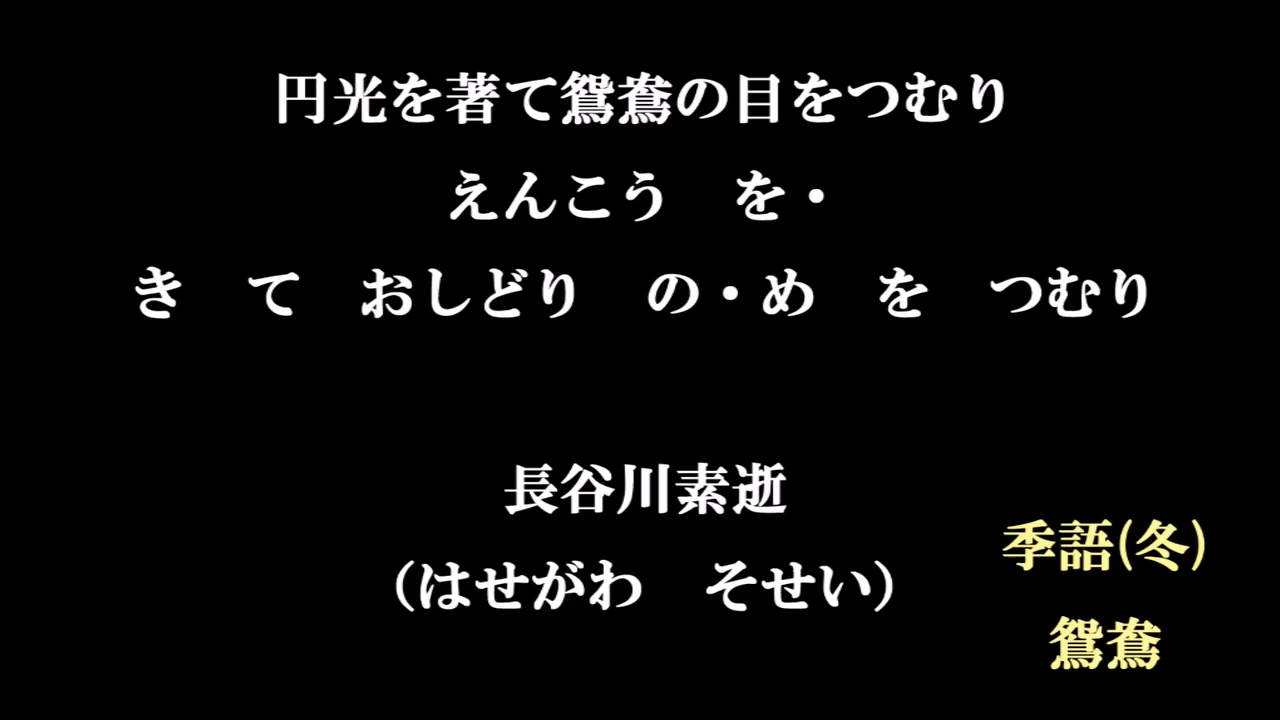 円光を著て鴛鴦の目をつむり
えんこう　を・
き　て　おしどり　の・め　を　つむり
長谷川素逝
（はせがわ　そせい）
季語(冬)
鴛鴦